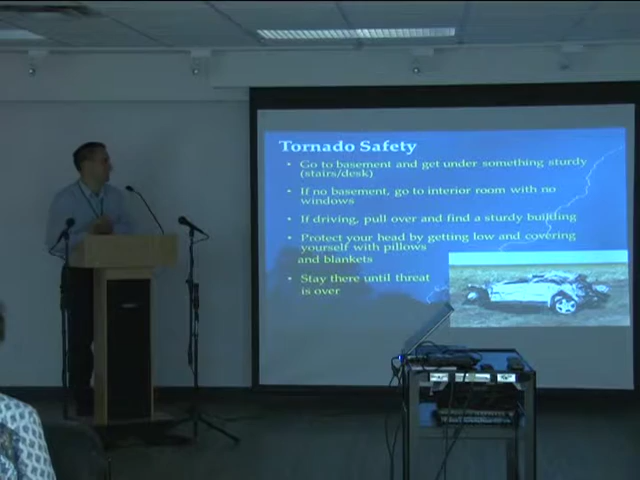 Tornado Safety
• Go to basement and get under something sturdy
(stairs/desk)
• If no basement, go to interior room with no
windows
• If driving, pull over and find a sturdy building
• Protect your head by getting low and covering
yourself with pillows
and blankets
• Stay there until threat
is over